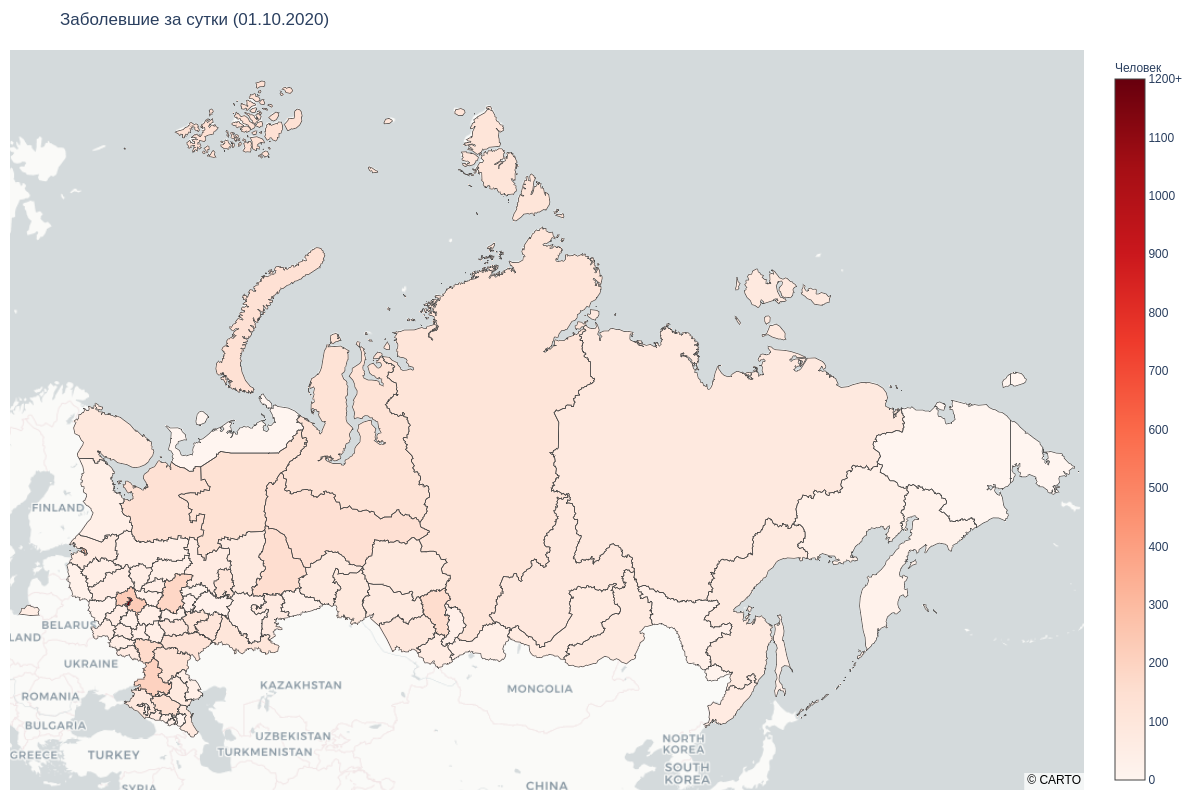 Заболевшие за сутки (01.10.2020)
Человек
1200+
1100
1000
900
800
700
600
500
400
300
200
100
0
FINLAND
BELARUS
LAND
UKRAINE
ROMANIA
BULGARIA
GREECE
TURKEY
SYRIA
KAZAKHSTAN
UZBEKISTAN
TURKMENISTAN
MONGOLIA
CHINA
NORTH
KOREA
SOUTH
KOREA
© CARTO